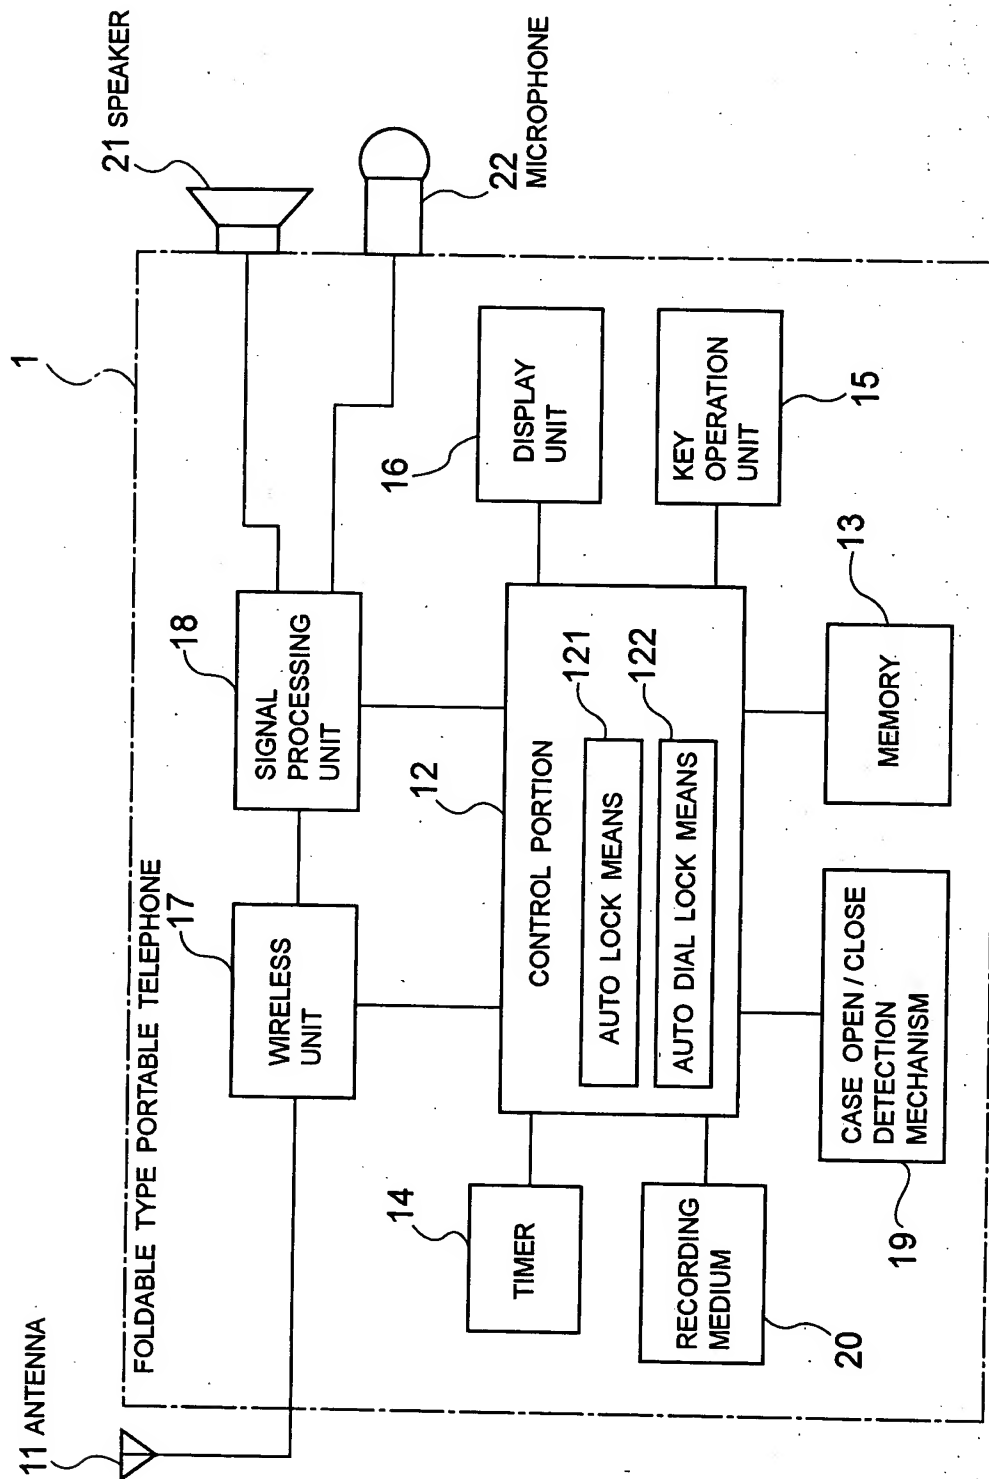 1
11 ANTENNA
FOLDABLE TYPE PORTABLE TELEPHONE
17
WIRELESS
UNIT
18
SIGNAL
PROCESSING
UNIT
21 SPEAKER
22
MICROPHONE
14
TIMER
12
CONTROL PORTION
AUTO LOCK MEANS
121
AUTO DIAL LOCK MEANS
122
16
DISPLAY
UNIT
RECORDING
MEDIUM
20
KEY
OPERATION
UNIT
15
CASE OPEN / CLOSE
DETECTION
MECHANISM
19
MEMORY
13